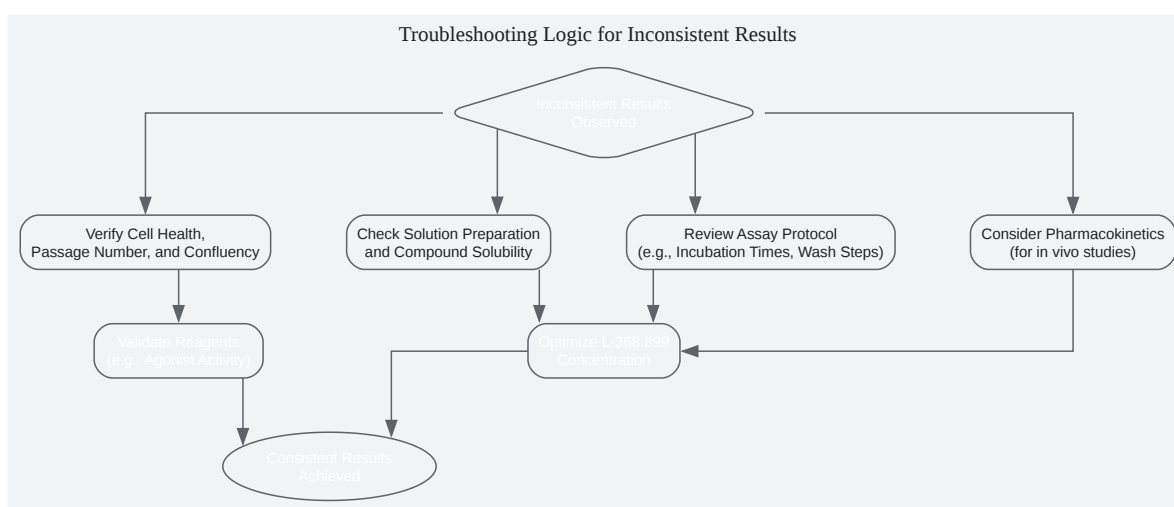 Troubleshooting Logic for Inconsistent Results
Inconsistent Results
Observed
Verify Cell Health,
Passage Number, and Confluency
Check Solution Preparation
and Compound Solubility
Review Assay Protocol
(e.g., Incubation Times, Wash Steps)
Consider Pharmacokinetics
(for in vivo studies)
Validate Reagents
(e.g., Agonist Activity)
Optimize L-368,899
Concentration
Consistent Results
Achieved